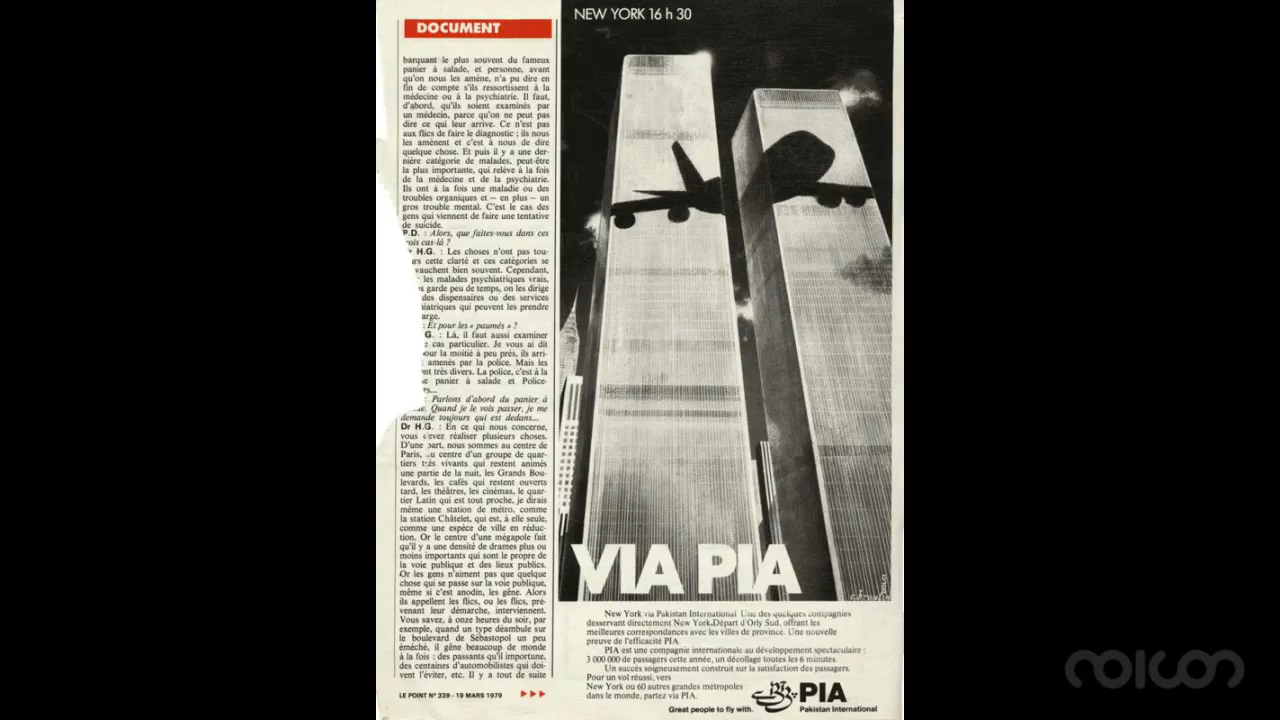 DOCUMENT
barquant le plus souvent du fameux
panier à salade, et personne, avant
qu'on nous les amène, n'a pu dire en
fin de compte s'ils ressortissent à la
médecine ou à la psychiatrie. Il faut,
d'abord, qu'ils soient examinés par
un médecin, parce qu'on ne peut pas
dire ce qui leur arrive. Ce n'est pas
aux flics de faire le diagnostic ; ils nous
les amènent et c'est à nous de dire
quelque chose. Et puis il y a une der-
nière catégorie de malades, peut-être
la plus importante, qui relève à la fois
de la médecine et de la psychiatrie.
Ils ont à la fois une maladie ou des
troubles organiques et – en plus – un
gros trouble mental. C'est le cas des
gens qui viennent de faire une tentative
de suicide.
P.D. : Alors, que faites-vous dans ces
rois cas-là ?
H.G. : Les choses n'ont pas tou-
rs cette clarté et ces catégories se
vauchent bien souvent. Cependant,
les malades psychiatriques vrais,
s garde peu de temps, on les dirige
des dispensaires ou des services
hiatriques qui peuvent les prendre
arge.
: Et pour les « paumés » ?
G. : Là, il faut aussi examiner
cas particulier. Je vous ai dit
our la moitié à peu près, ils arri-
amenés par la police. Mais les
nt très divers. La police, c'est à la
panier à salade et Police-
rs...
: Parlons d'abord du panier à
Quand je le vois passer, je me
demande toujours qui est dedans...
Dr H.G. : En ce qui nous concerne,
vous devez réaliser plusieurs choses.
D'une part, nous sommes au centre de
Paris, au centre d'un groupe de quar-
tiers très vivants qui restent animés
une partie de la nuit, les Grands Bou-
levards, les cafés qui restent ouverts
tard, les théâtres, les cinémas, le quar-
tier Latin qui est tout proche, je dirais
même une station de métro, comme
la station Châtelet, qui est, à elle seule,
comme une espèce de ville en réduc-
tion. Or le centre d'une mégapole fait
qu'il y a une densité de drames plus ou
moins importants qui sont le propre de
la voie publique et des lieux publics.
Or les gens n'aiment pas que quelque
chose qui se passe sur la voie publique,
même si c'est anodin, les gêne. Alors
ils appellent les flics, ou les flics, pré-
venant leur démarche, interviennent.
Vous savez, à onze heures du soir, par
exemple, quand un type déambule sur
le boulevard de Sébastopol un peu
éméché, il gêne beaucoup de monde
à la fois : des passants qu'il importune,
des centaines d'automobilistes qui doi-
vent l'éviter, etc. Il y a tout de suite
LE POINT N° 339 - 19 MARS 1979
NEW YORK 16 h 30
VIA PIA
New York via Pakistan International. Une des quelques compagnies
desservant directement New York. Départ d'Orly Sud, offrant les
meilleures correspondances avec les villes de province. Une nouvelle
preuve de l'efficacité PIA.
PIA est une compagnie internationale au développement spectaculaire :
3 000 000 de passagers cette année, un décollage toutes les 6 minutes.
Un succès soigneusement construit sur la satisfaction des passagers.
Pour un vol réussi, vers
New York ou 60 autres grandes métropoles
dans le monde, partez via PIA.
Great people to fly with.
PIA
Pakistan International